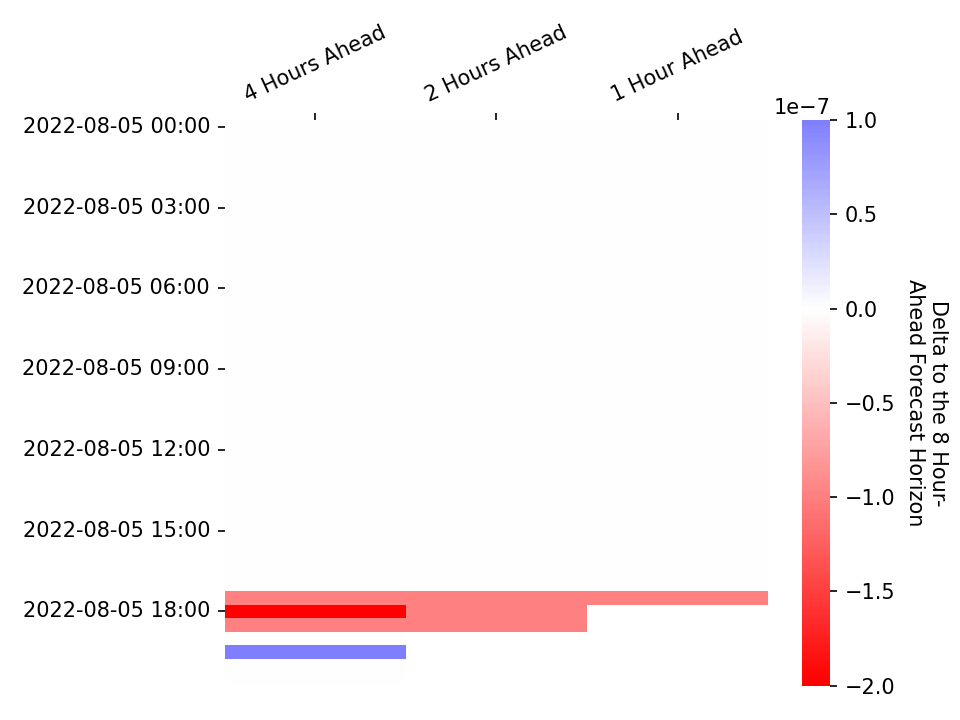 4 Hours Ahead
2 Hours Ahead
1 Hour Ahead
1e−7
2022-08-05 00:00
2022-08-05 03:00
2022-08-05 06:00
2022-08-05 09:00
2022-08-05 12:00
2022-08-05 15:00
2022-08-05 18:00
1.0
0.5
0.0
−0.5
−1.0
−1.5
−2.0
Delta to the 8 Hour-
Ahead Forecast Horizon